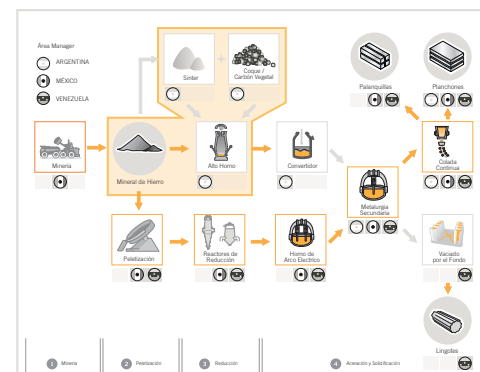 Área Manager
ARGENTINA
MÉXICO
VENEZUELA
Sinter
+
Coque /
Carbón Vegetal
Palanquillas
Planchones
Minería
Mineral de Hierro
Alto Horno
Convertidor
Metalurgia
Secundaria
Colada
Continua
Peletización
Reactores de
Reducción
Horno de
Arco Electrico
Vaciado
por el Fondo
Lingotes
1 Minería
2 Peletización
3 Reducción
4 Aceración y Solidificación